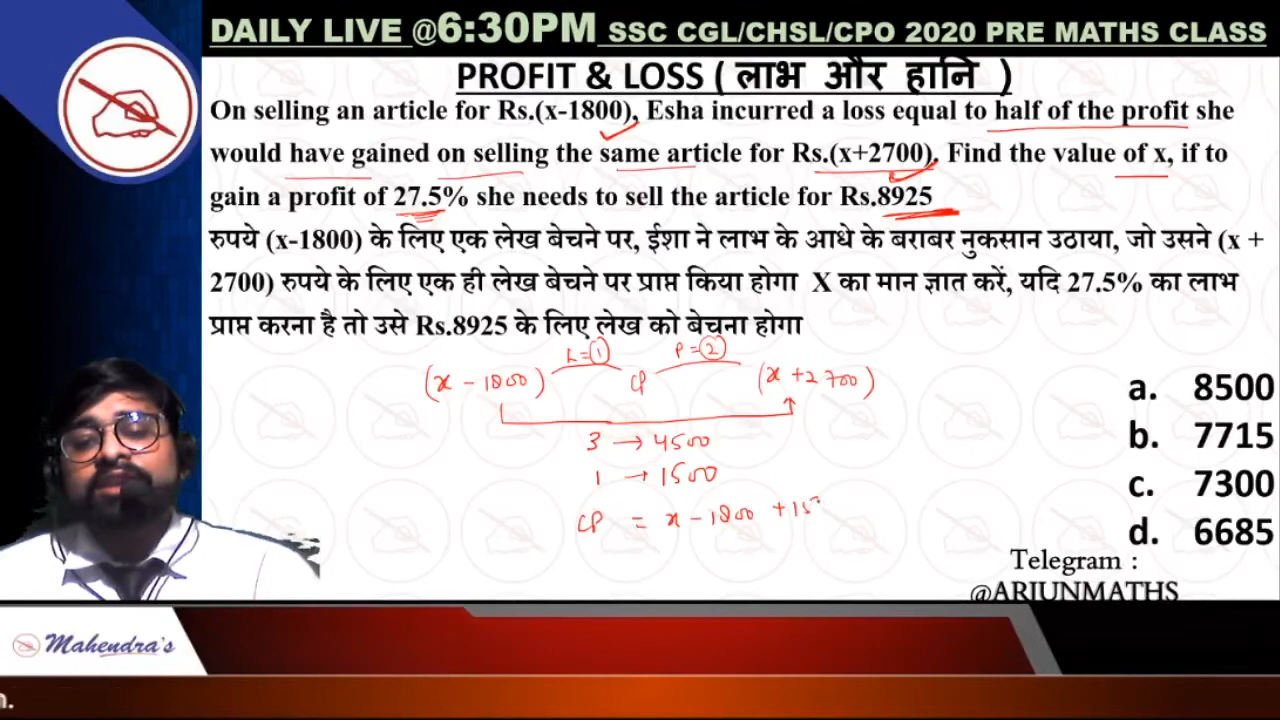 DAILY LIVE @6:30PM SSC CGL/CHSL/CPO 2020 PRE MATHS CLASS
PROFIT & LOSS ( लाभ और हानि )
On selling an article for Rs.(x-1800), Esha incurred a loss equal to half of the profit she
would have gained on selling the same article for Rs.(x+2700). Find the value of x, if to
gain a profit of 27.5% she needs to sell the article for Rs.8925
रुपये (x-1800) के लिए एक लेख बेचने पर, ईशा ने लाभ के आधे के बराबर नुकसान उठाया, जो उसने (x +
2700) रुपये के लिए एक ही लेख बेचने पर प्राप्त किया होगा X का मान ज्ञात करें, यदि 27.5% का लाभ
प्राप्त करना है तो उसे Rs.8925 के लिए लेख को बेचना होगा
L=1 P=2
(x - 1800) CP (x + 2700)
3 → 4500
1 → 1500
CP = x - 1800 + 15
a. 8500
b. 7715
c. 7300
d. 6685
Telegram :
@ARJUNMATHS
Mahendra's
n.